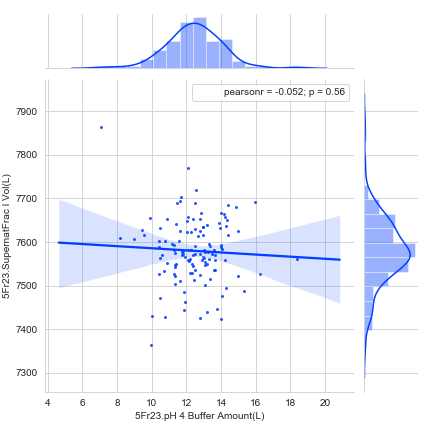 pearsonr = -0.052; p = 0.56
7900
7800
7700
7600
7500
7400
7300
5Fr23.SupernatFrac I Vol(L)
4 6 8 10 12 14 16 18 20
5Fr23.pH 4 Buffer Amount(L)